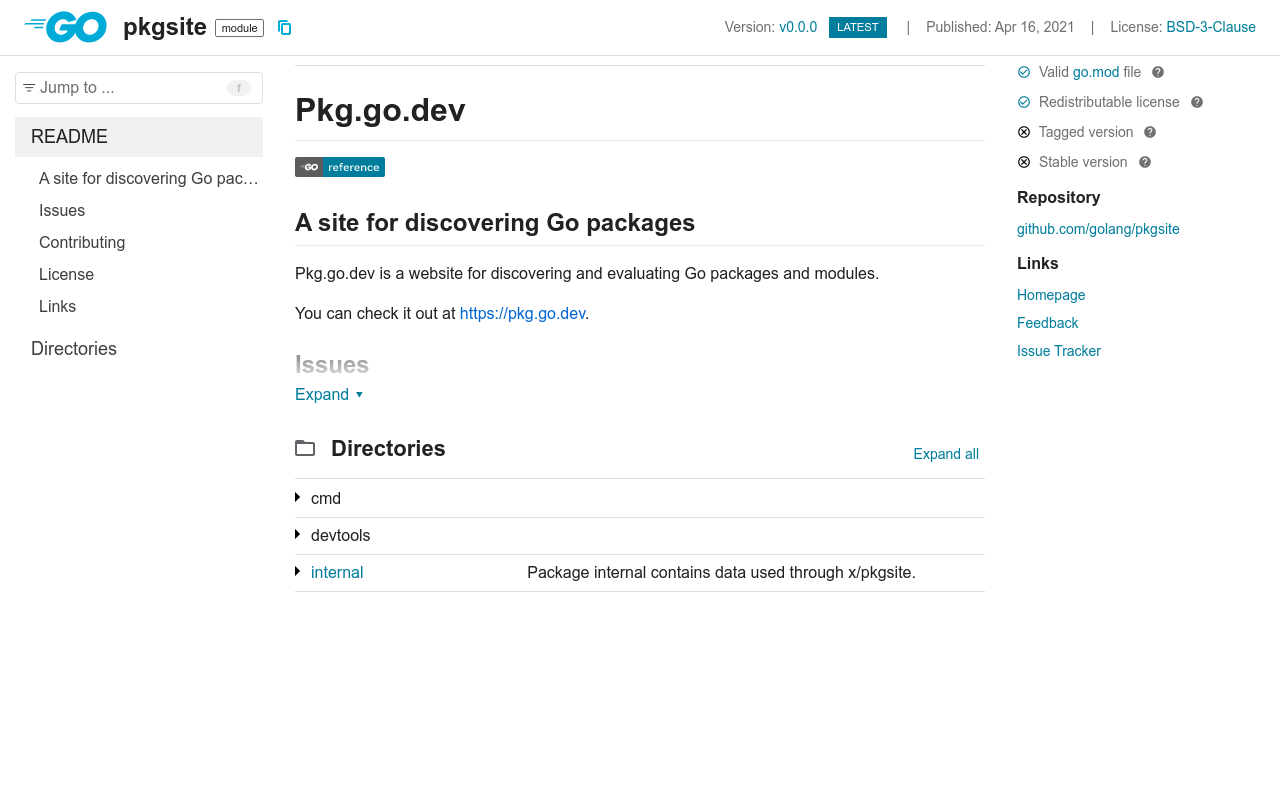 GO pkgsite module
Version: v0.0.0 LATEST | Published: Apr 16, 2021 | License: BSD-3-Clause
Jump to ... f
README
A site for discovering Go pac…
Issues
Contributing
License
Links
Directories
Pkg.go.dev
GO reference
A site for discovering Go packages
Pkg.go.dev is a website for discovering and evaluating Go packages and modules.
You can check it out at https://pkg.go.dev.
Issues
Expand
Directories
Expand all
cmd
devtools
internal Package internal contains data used through x/pkgsite.
Valid go.mod file ?
Redistributable license ?
Tagged version ?
Stable version ?
Repository
github.com/golang/pkgsite
Links
Homepage
Feedback
Issue Tracker